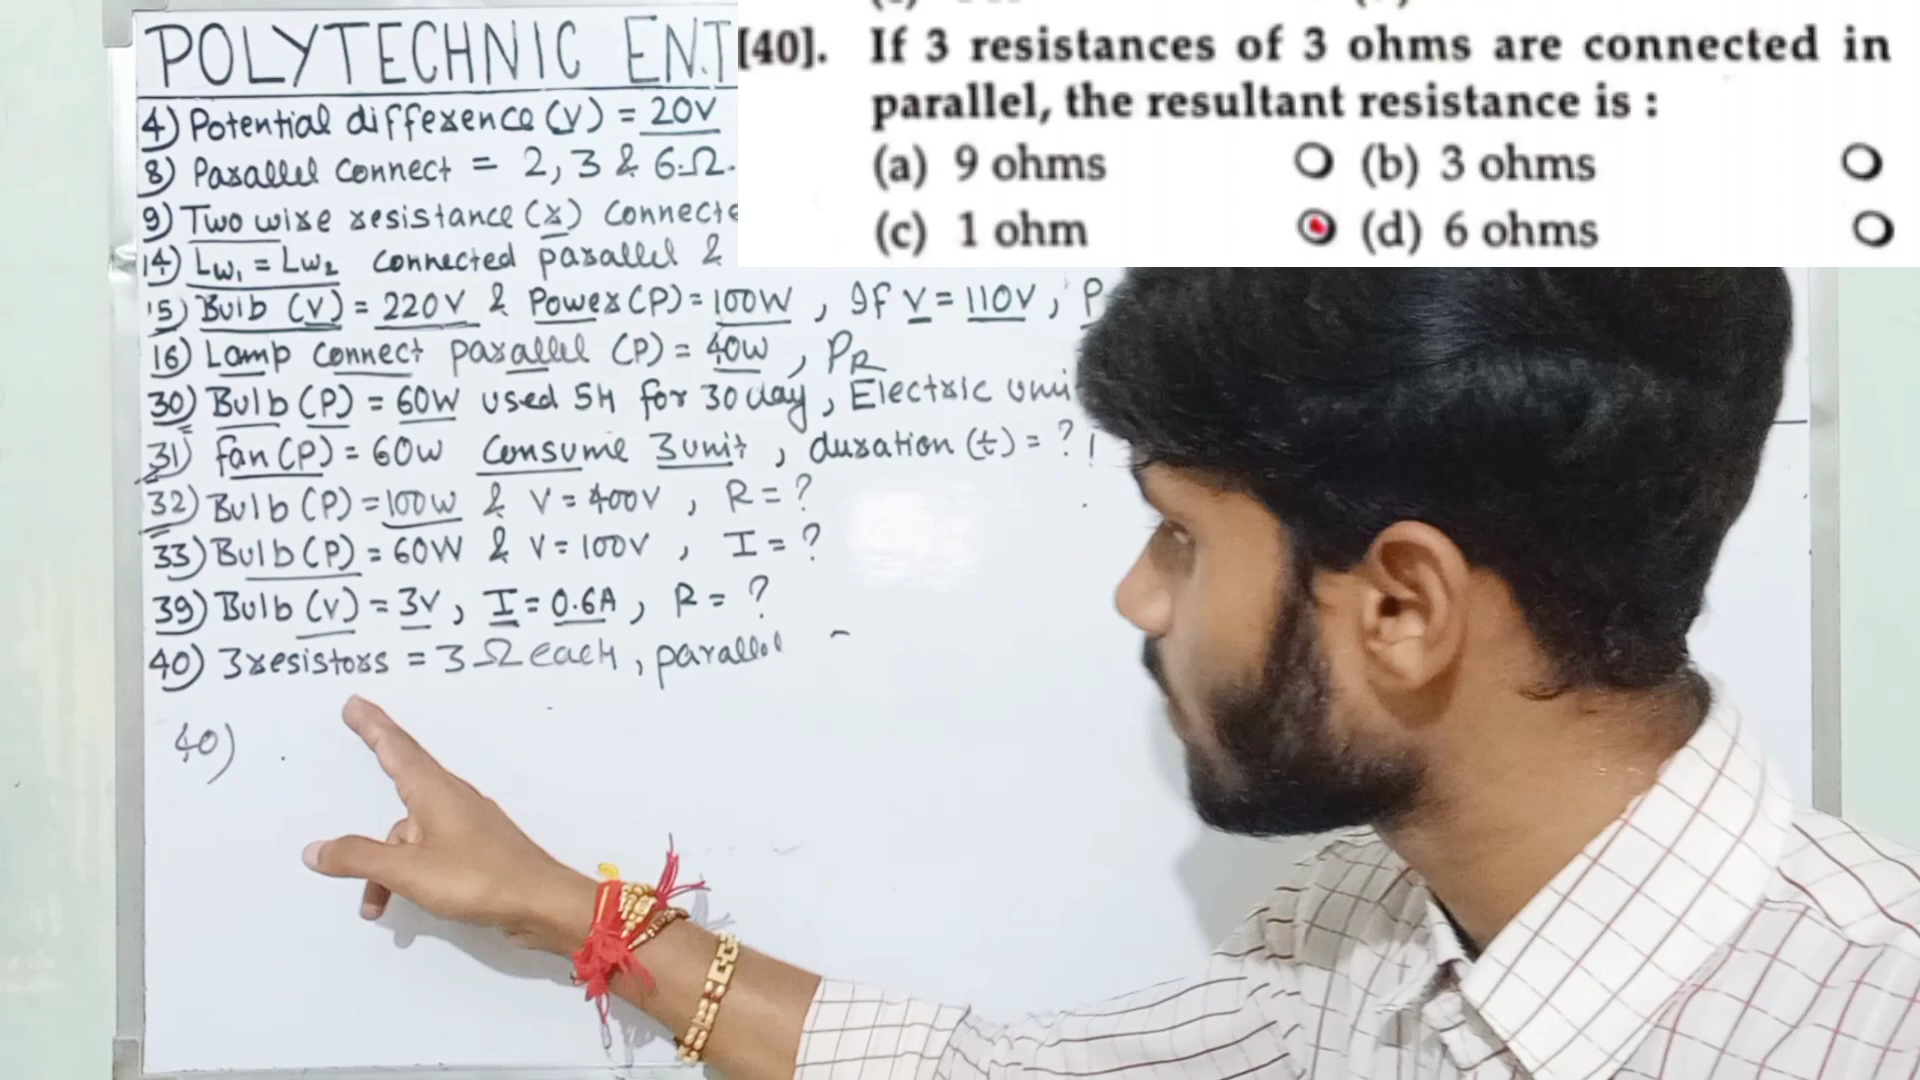 POLYTECHNIC ENT
[40]. If 3 resistances of 3 ohms are connected in
parallel, the resultant resistance is :
(a) 9 ohms (b) 3 ohms
(c) 1 ohm (d) 6 ohms
4) Potential difference (V) = 20V
8) Parallel connect = 2, 3 & 6Ω.
9) Two wire resistance (r) connecte
14) Lw₁ = Lw₂ connected parallel &
15) Bulb (V) = 220V & Power (P) = 100W , If V = 110V , P
16) Lamp connect parallel (P) = 40W , PR
30) Bulb (P) = 60W used 5H for 30 day , Electric uni
31) fan (P) = 60W Consume 3 unit , duration (t) = ?
32) Bulb (P) = 100W & V = 400V , R = ?
33) Bulb (P) = 60W & V = 100V , I = ?
39) Bulb (V) = 3V , I = 0.6A , R = ?
40) 3 resistors = 3 Ω each , parallel
40)